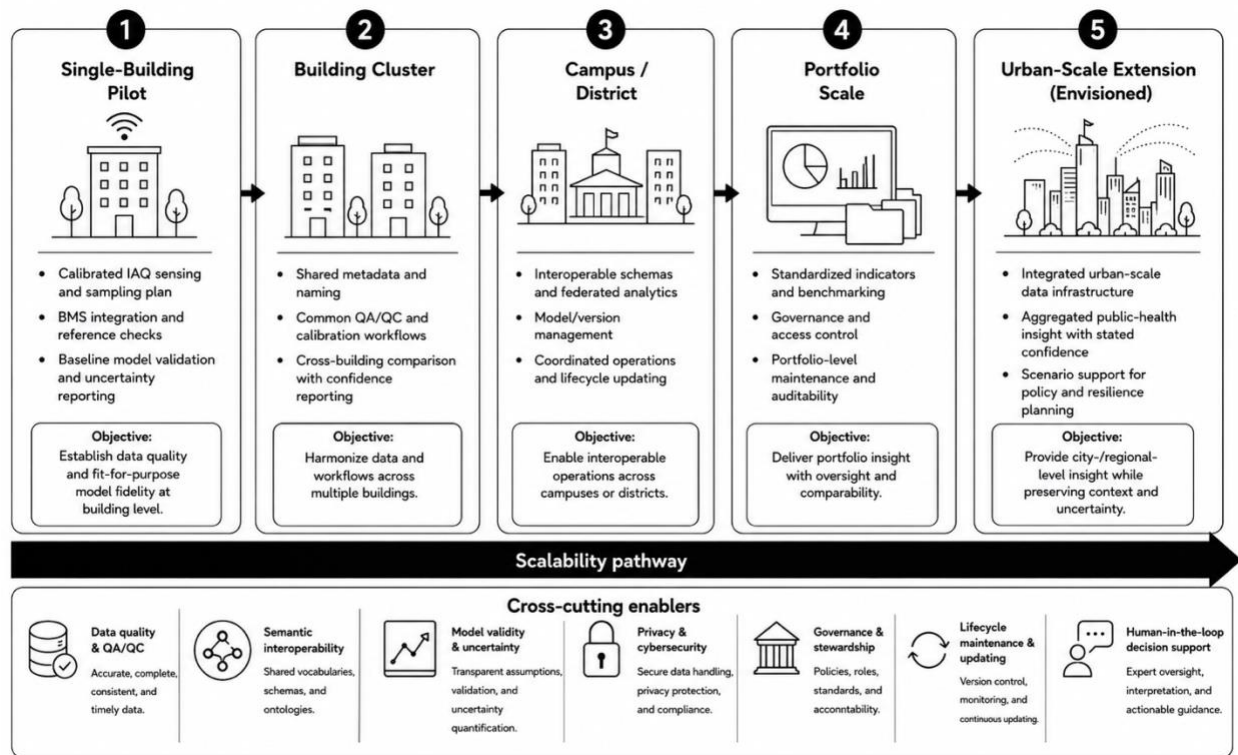 1
Single-Building
Pilot
• Calibrated IAQ sensing
and sampling plan
• BMS integration and
reference checks
• Baseline model validation
and uncertainty
reporting
Objective:
Establish data quality
and fit-for-purpose
model fidelity at
building level.
2
Building Cluster
• Shared metadata and
naming
• Common QA/QC and
calibration workflows
• Cross-building comparison
with confidence
reporting
Objective:
Harmonize data and
workflows across
multiple buildings.
3
Campus /
District
• Interoperable schemas
and federated analytics
• Model/version
management
• Coordinated operations
and lifecycle updating
Objective:
Enable interoperable
operations across
campuses or districts.
4
Portfolio
Scale
• Standardized indicators
and benchmarking
• Governance and
access control
• Portfolio-level
maintenance and
auditability
Objective:
Deliver portfolio insight
with oversight and
comparability.
5
Urban-Scale Extension
(Envisioned)
• Integrated urban-scale
data infrastructure
• Aggregated public-health
insight with stated
confidence
• Scenario support for
policy and resilience
planning
Objective:
Provide city-/regional-
level insight while
preserving context and
uncertainty.
Scalability pathway
Cross-cutting enablers
Data quality
& QA/QC
Accurate, complete,
consistent, and
timely data.
Semantic
interoperability
Shared vocabularies,
schemas, and
ontologies.
Model validity
& uncertainty
Transparent assumptions,
validation, and
uncertainty
quantification.
Privacy &
cybersecurity
Secure data handling,
privacy protection,
and compliance.
Governance &
stewardship
Policies, roles,
standards, and
acconntability.
Lifecycle
maintenance &
updating
Version control,
monitoring, and
continuous updating.
Human-in-the-loop
decision support
Expert oversight,
interpretation, and
actionable guidance.